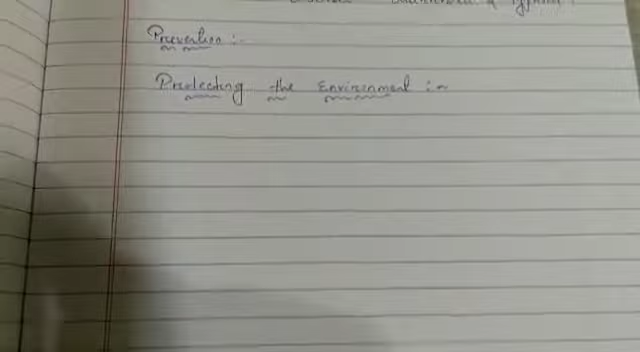 Prevention :-
Protecting the Environment :-